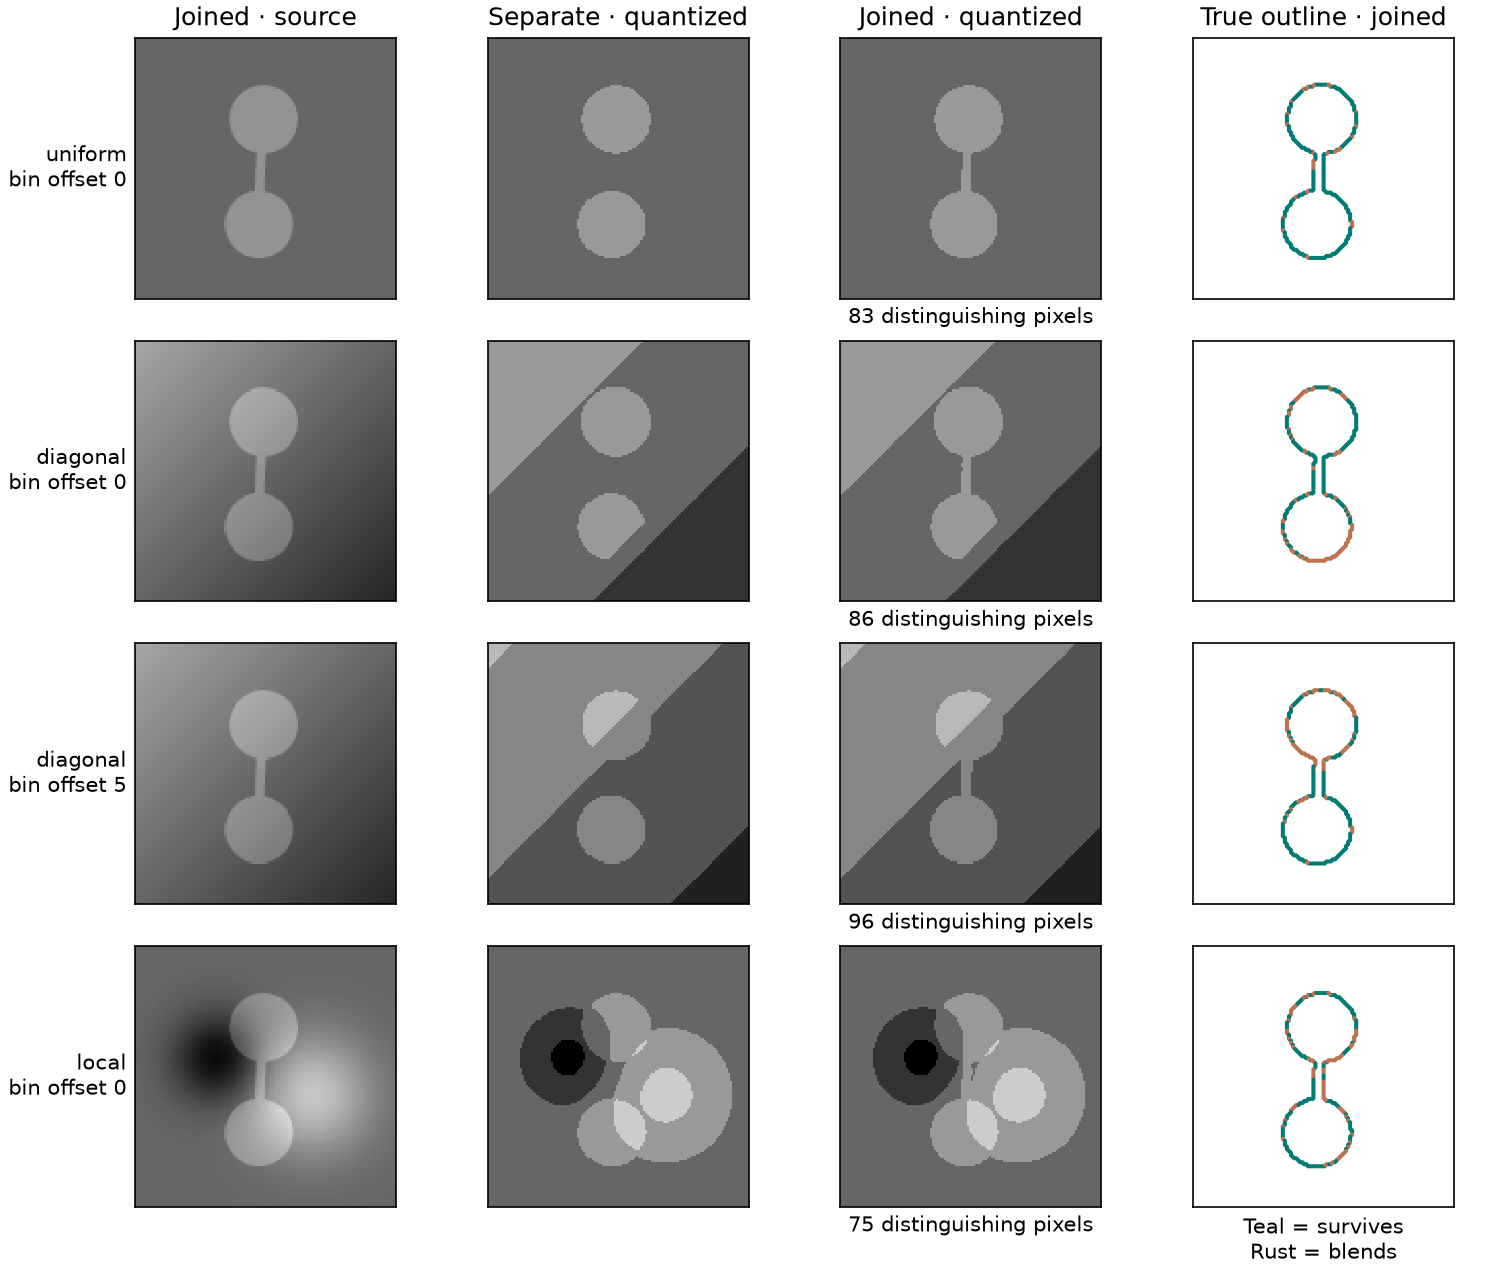 Joined · source
Separate · quantized
Joined · quantized
True outline · joined
uniform
bin offset 0
83 distinguishing pixels
diagonal
bin offset 0
86 distinguishing pixels
diagonal
bin offset 5
96 distinguishing pixels
local
bin offset 0
75 distinguishing pixels
Teal = survives
Rust = blends